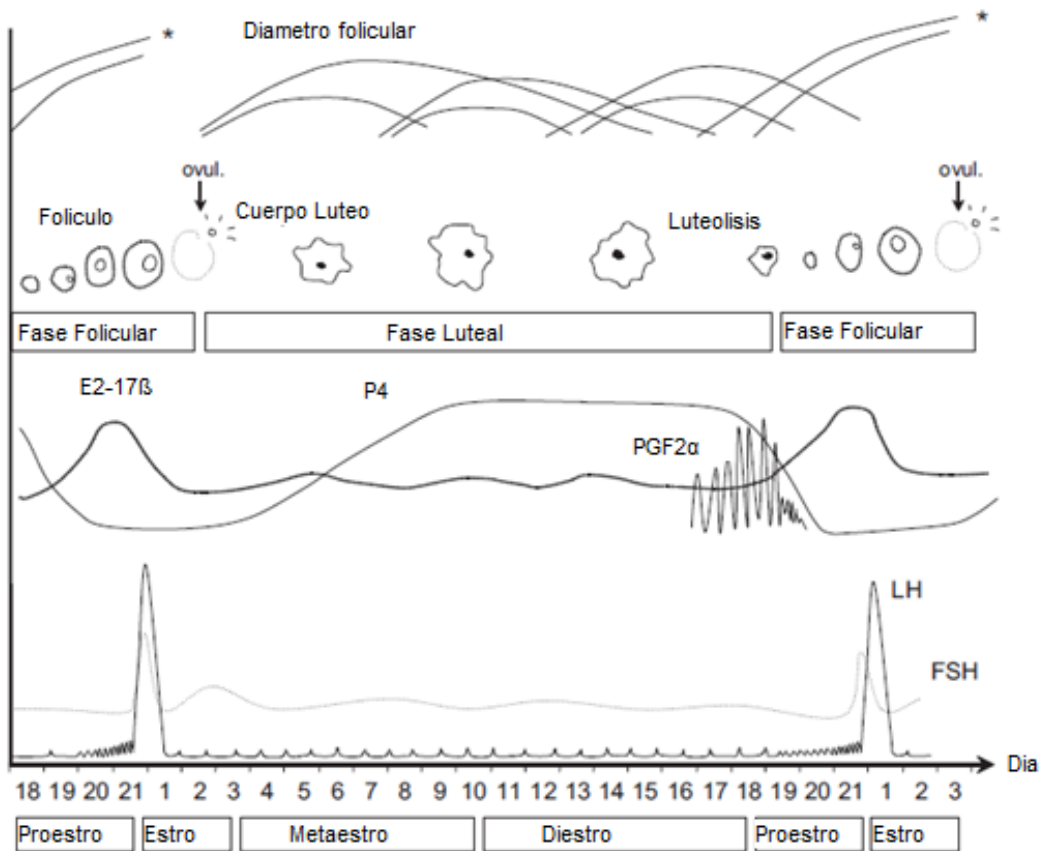 * Diametro folicular *
ovul. ovul.
Foliculo Cuerpo Luteo Luteolisis
Fase Folicular Fase Luteal Fase Folicular
E2-17ß P4
PGF2α
LH
FSH
Dia
18 19 20 21 1 2 3 4 5 6 7 8 9 10 11 12 13 14 15 16 17 18 19 20 21 1 2 3
Proestro Estro Metaestro Diestro Proestro Estro